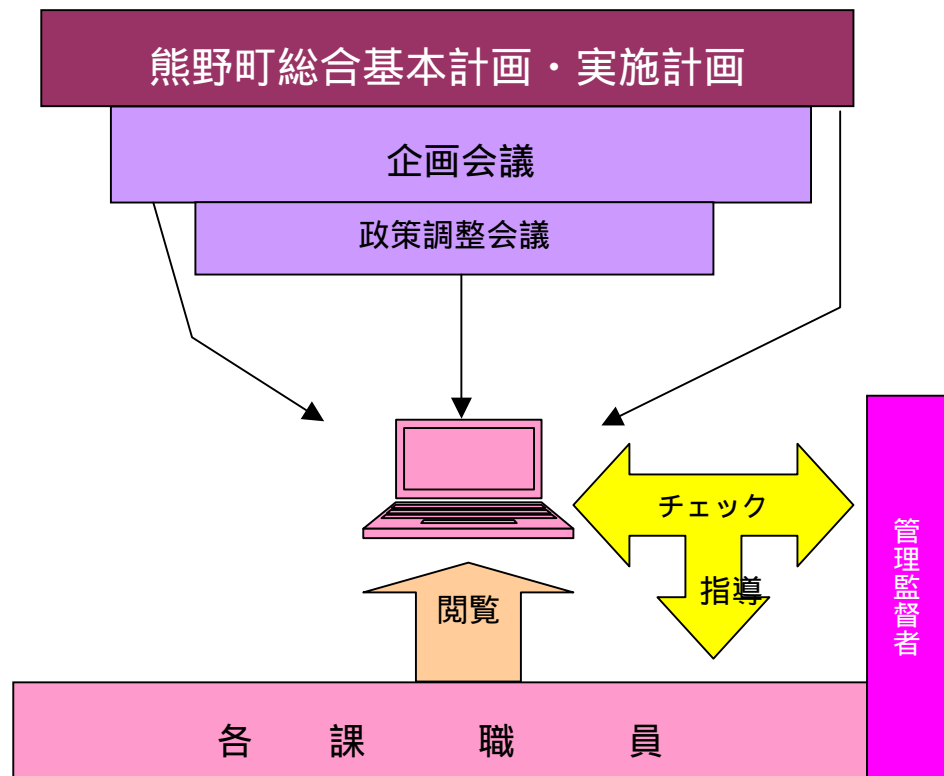 熊野町総合基本計画・実施計画
企画会議
政策調整会議
チェック
指導
管理監督者
閲覧
各課職員